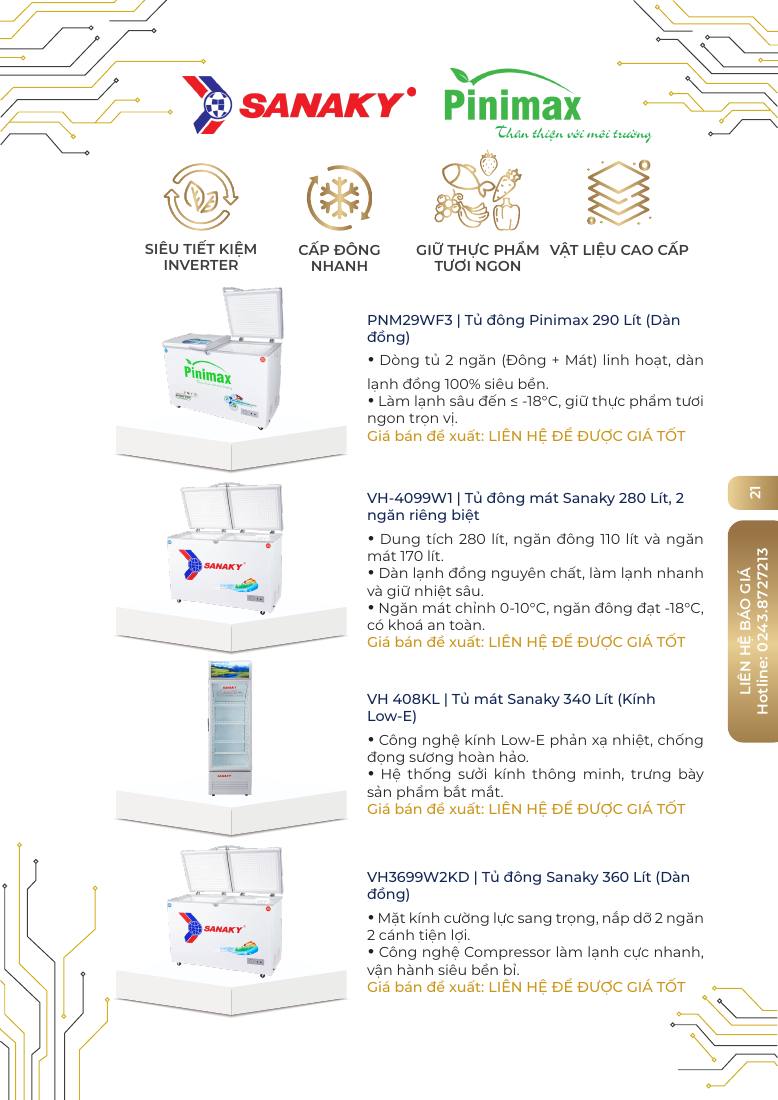 SANAKY
Pinimax
Thân thiện với môi trường
SIÊU TIẾT KIỆM
INVERTER
CẤP ĐÔNG
NHANH
GIỮ THỰC PHẨM
TƯƠI NGON
VẬT LIỆU CAO CẤP
Pinimax
PNM29WF3 | Tủ đông Pinimax 290 Lít (Dàn
đồng)
• Dòng tủ 2 ngăn (Đông + Mát) linh hoạt, dàn
lạnh đồng 100% siêu bền.
• Làm lạnh sâu đến ≤ -18°C, giữ thực phẩm tươi
ngon trọn vị.
Giá bán đề xuất: LIÊN HỆ ĐỂ ĐƯỢC GIÁ TỐT
SANAKY
VH-4099W1 | Tủ đông mát Sanaky 280 Lít, 2
ngăn riêng biệt
• Dung tích 280 lít, ngăn đông 110 lít và ngăn
mát 170 lít.
• Dàn lạnh đồng nguyên chất, làm lạnh nhanh
và giữ nhiệt sâu.
• Ngăn mát chỉnh 0-10°C, ngăn đông đạt -18°C,
có khoá an toàn.
Giá bán đề xuất: LIÊN HỆ ĐỂ ĐƯỢC GIÁ TỐT
SANAKY
SANAKY
VH 408KL | Tủ mát Sanaky 340 Lít (Kính
Low-E)
• Công nghệ kính Low-E phản xạ nhiệt, chống
đọng sương hoàn hảo.
• Hệ thống sưởi kính thông minh, trưng bày
sản phẩm bắt mắt.
Giá bán đề xuất: LIÊN HỆ ĐỂ ĐƯỢC GIÁ TỐT
SANAKY
VH3699W2KD | Tủ đông Sanaky 360 Lít (Dàn
đồng)
• Mặt kính cường lực sang trọng, nắp dỡ 2 ngăn
2 cánh tiện lợi.
• Công nghệ Compressor làm lạnh cực nhanh,
vận hành siêu bền bỉ.
Giá bán đề xuất: LIÊN HỆ ĐỂ ĐƯỢC GIÁ TỐT
21
LIÊN HỆ BÁO GIÁ
Hotline: 0243.8727213